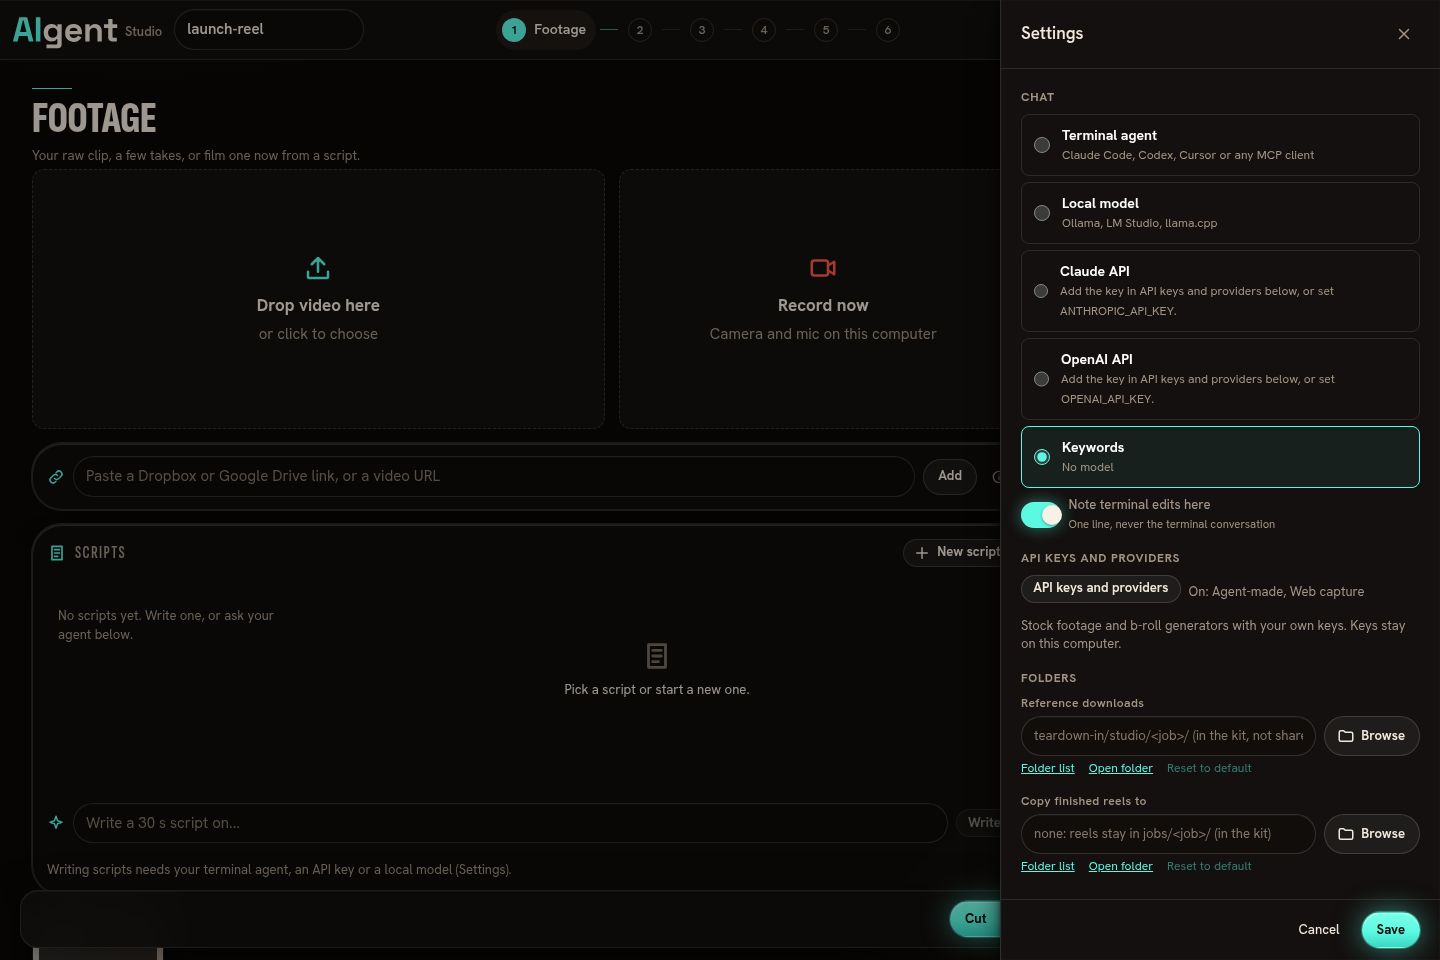 AIgent Studio
launch-reel
1 Footage
2
3
4
5
6
FOOTAGE
Your raw clip, a few takes, or film one now from a script.
Drop video here
or click to choose
Record now
Camera and mic on this computer
Paste a Dropbox or Google Drive link, or a video URL
Add
SCRIPTS
New script
No scripts yet. Write one, or ask your
agent below.
Pick a script or start a new one.
Write a 30 s script on...
Write
Writing scripts needs your terminal agent, an API key or a local model (Settings).
Cut
Settings
CHAT
Terminal agent
Claude Code, Codex, Cursor or any MCP client
Local model
Ollama, LM Studio, llama.cpp
Claude API
Add the key in API keys and providers below, or set
ANTHROPIC_API_KEY.
OpenAI API
Add the key in API keys and providers below, or set
OPENAI_API_KEY.
Keywords
No model
Note terminal edits here
One line, never the terminal conversation
API KEYS AND PROVIDERS
API keys and providers
On: Agent-made, Web capture
Stock footage and b-roll generators with your own keys. Keys stay
on this computer.
FOLDERS
Reference downloads
teardown-in/studio/<job>/ (in the kit, not share
Browse
Folder list
Open folder
Reset to default
Copy finished reels to
none: reels stay in jobs/<job>/ (in the kit)
Browse
Folder list
Open folder
Reset to default
Cancel
Save